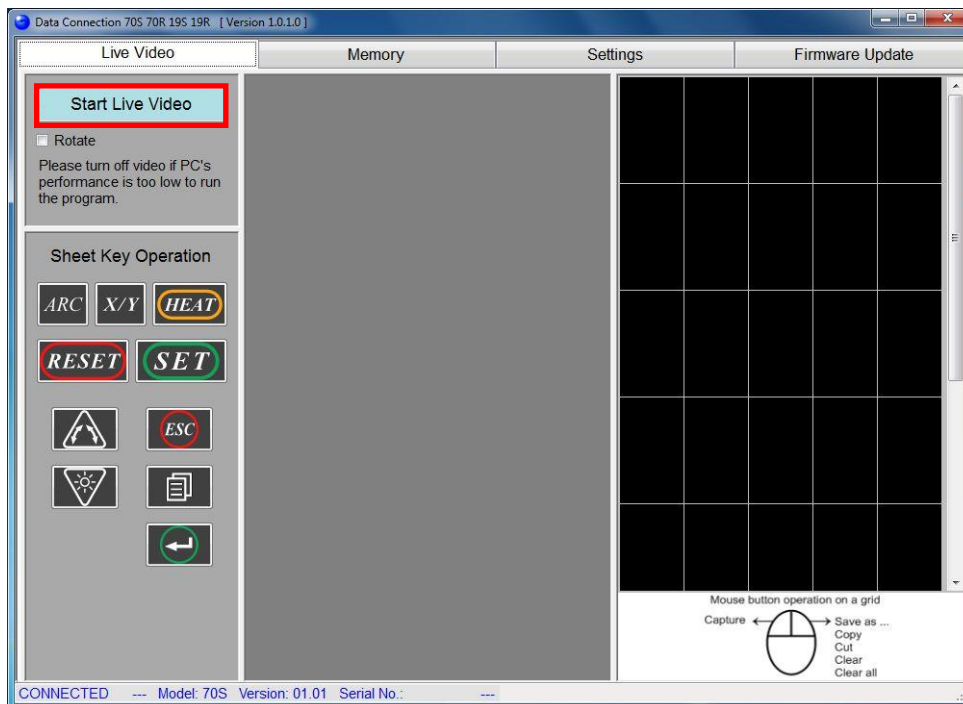 Data Connection 70S 70R 19S 19R [ Version 1.0.1.0 ]
Live Video
Memory
Settings
Firmware Update
Start Live Video
Rotate
Please turn off video if PC's
performance is too low to run
the program.
Sheet Key Operation
ARC
X/Y
HEAT
RESET
SET
ESC
Mouse button operation on a grid
Capture
Save as ...
Copy
Cut
Clear
Clear all
CONNECTED --- Model: 70S Version: 01.01 Serial No.: ---